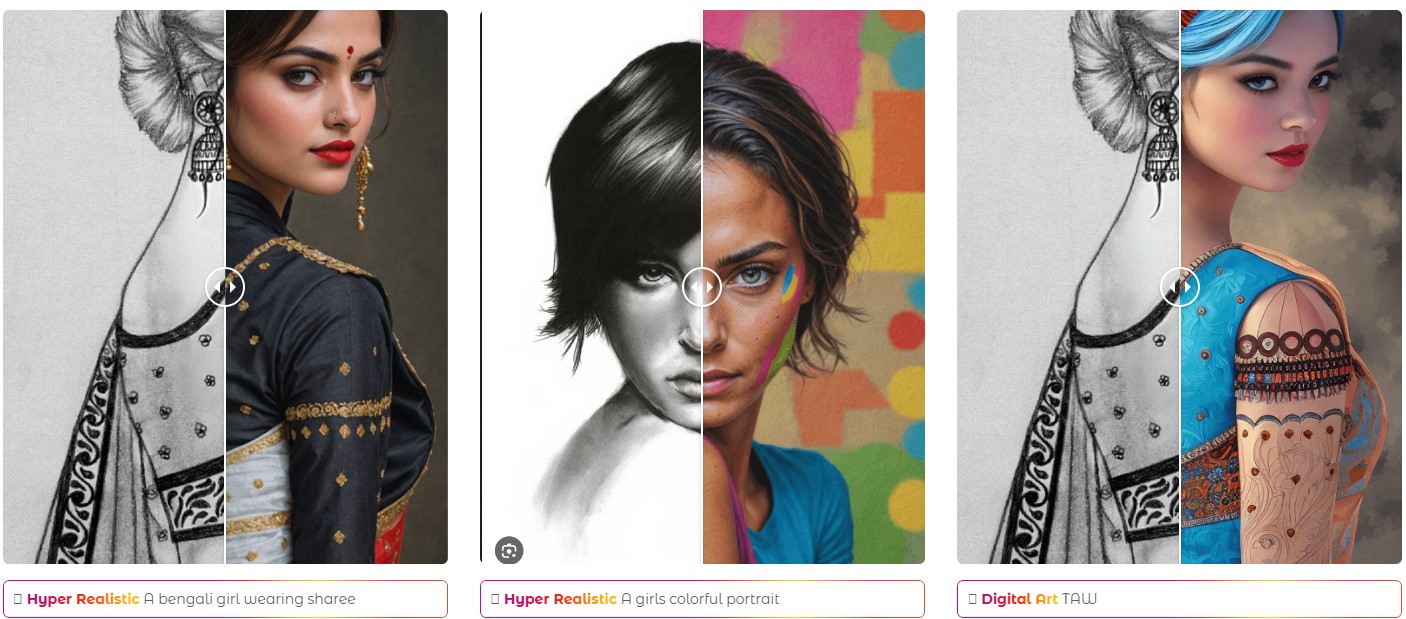 Hyper Realistic A bengali girl wearing sharee
Hyper Realistic A girls colorful portrait
Digital Art TAW